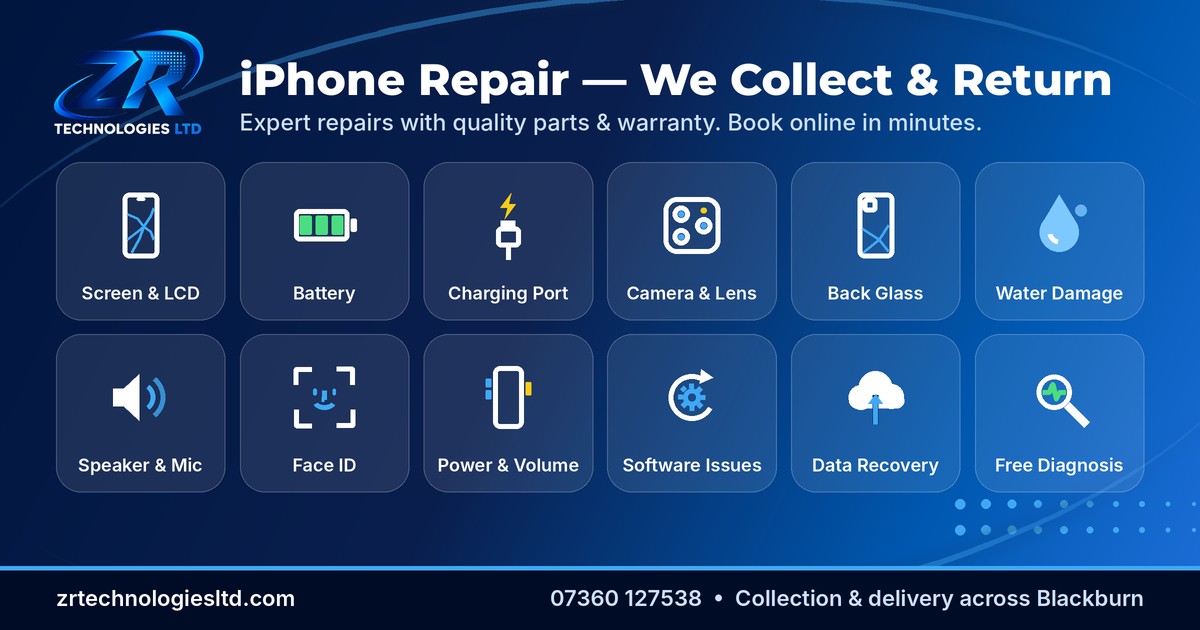 ZR
TECHNOLOGIES LTD
iPhone Repair — We Collect & Return
Expert repairs with quality parts & warranty. Book online in minutes.
Screen & LCD
Battery
Charging Port
Camera & Lens
Back Glass
Water Damage
Speaker & Mic
Face ID
Power & Volume
Software Issues
Data Recovery
Free Diagnosis
zrtechnologiesltd.com
07360 127538 • Collection & delivery across Blackburn